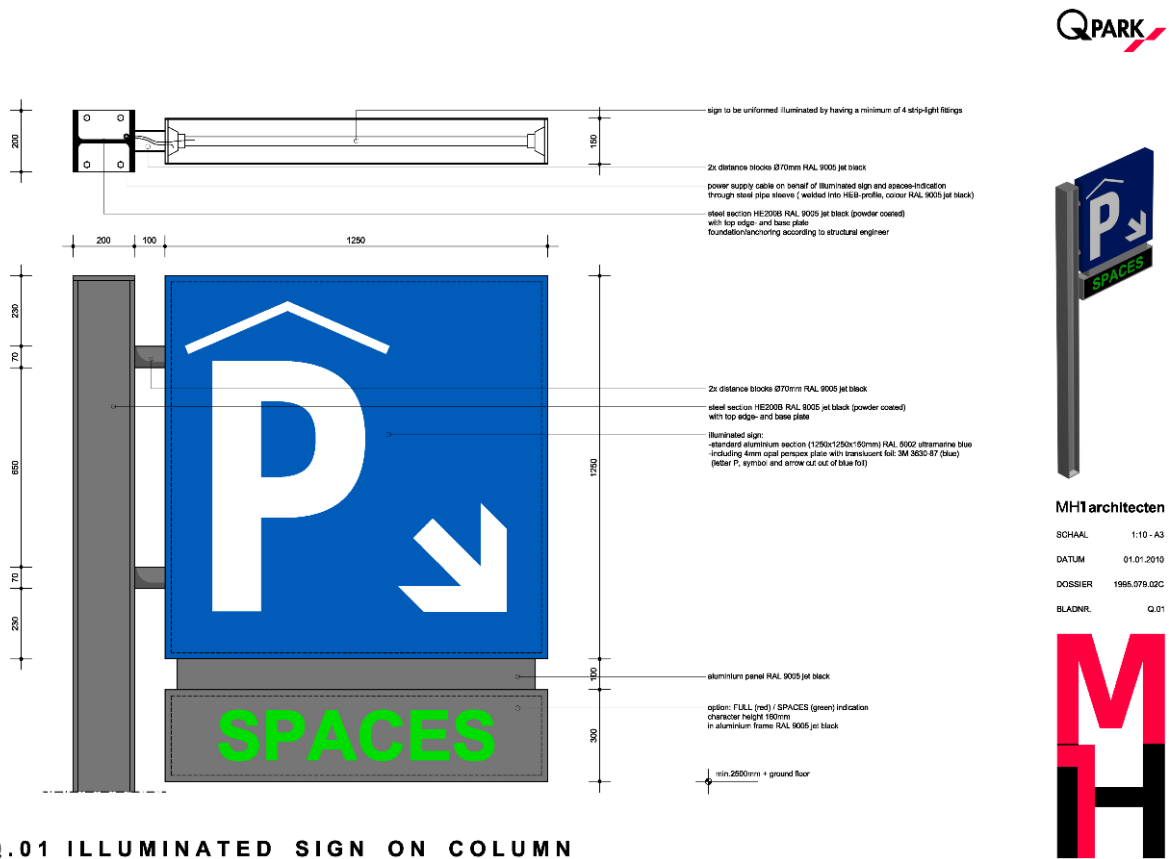 QPARK
sign to be uniformed illuminated by having a minimum of 4 strip-light fittings
200
150
2x distance blocks Ø70mm RAL 9005 jet black
power supply cable on behalf of illuminated sign and spaces-indication
through steel pipe sleeve ( welded into HEB-profile, colour RAL 9005 jet black)
steel section HE200B RAL 9005 jet black (powder coated)
with top edge- and base plate
foundation/anchoring according to structural engineer
200
100
1250
P
SPACES
230
70
650
70
230
P
1250
2x distance blocks Ø70mm RAL 9005 jet black
steel section HE200B RAL 9005 jet black (powder coated)
with top edge- and base plate
illuminated sign:
-standard aluminium section (1250x1250x150mm) RAL 5002 ultramarine blue
-including 4mm opal perspex plate with translucent foil: 3M 3630-87 (blue)
(letter P, symbol and arrow cut out of blue foil)
MH1architecten
SCHAAL 1:10 - A3
DATUM 01.01.2010
DOSSIER 1995.079.02C
BLADNR. Q.01
100
aluminium panel RAL 9005 jet black
SPACES
300
option: FULL (red) / SPACES (green) indication
character height 160mm
in aluminium frame RAL 9005 jet black
min.2500mm + ground floor
MH
Q.01 ILLUMINATED SIGN ON COLUMN